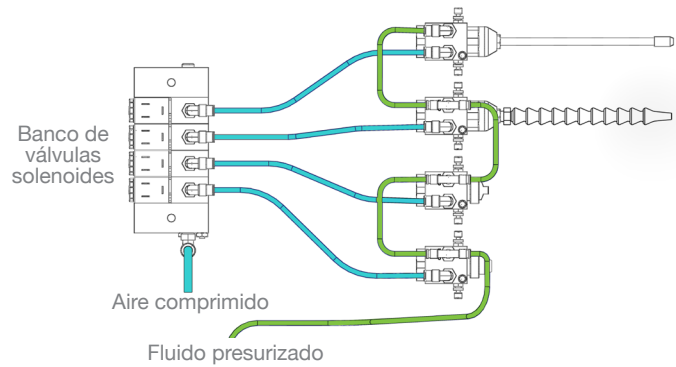 Banco de
válvulas
solenoides
Aire comprimido
Fluido presurizado